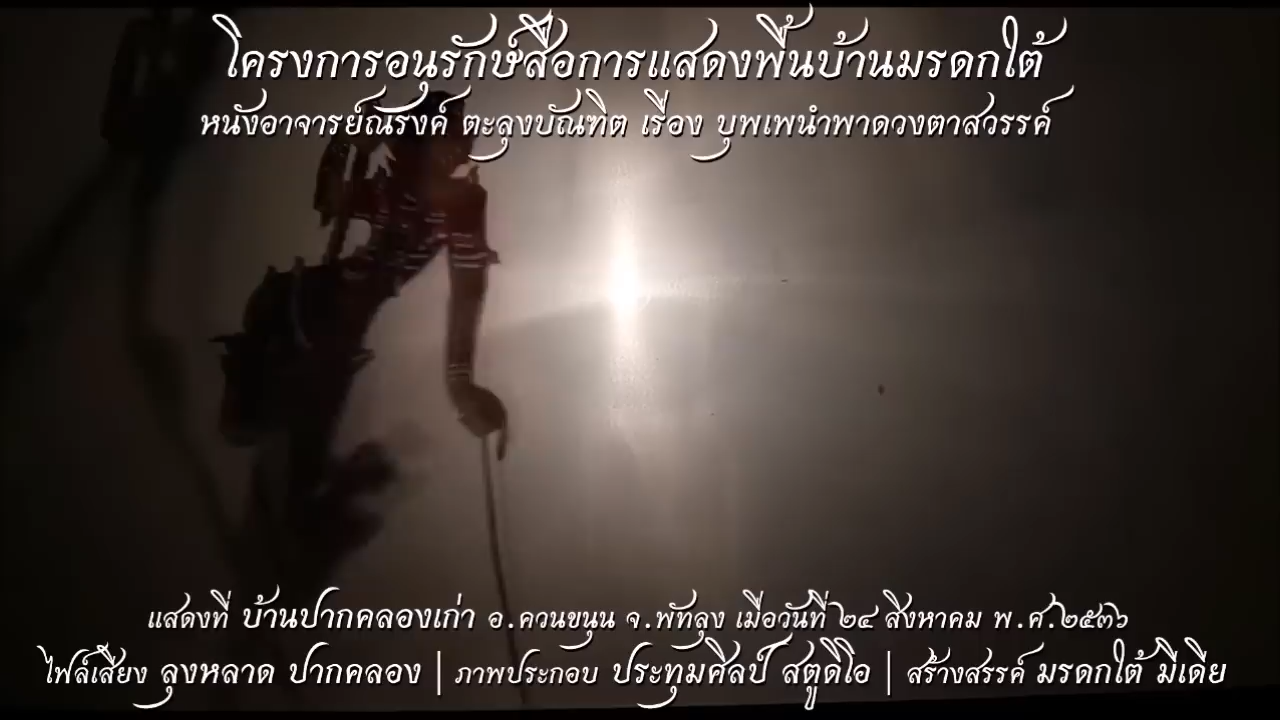 โครงการอนุรักษ์สื่อการแสดงพื้นบ้านมรดกใต้
หนังอาจารย์ณรงค์ ตะลุงบัณฑิต เรื่อง บุพเพนำพาดวงตาสวรรค์
แสดงที่ บ้านปากคลองเก่า อ.ควนขนุน จ.พัทลุง เมื่อวันที่ ๒๔ สิงหาคม พ.ศ.๒๕๓๖
ไฟล์เสียง ลุงหลาด ปากคลอง | ภาพประกอบ ประทุมศิลป์ สตูดิโอ | สร้างสรรค์ มรดกใต้ มีเดีย